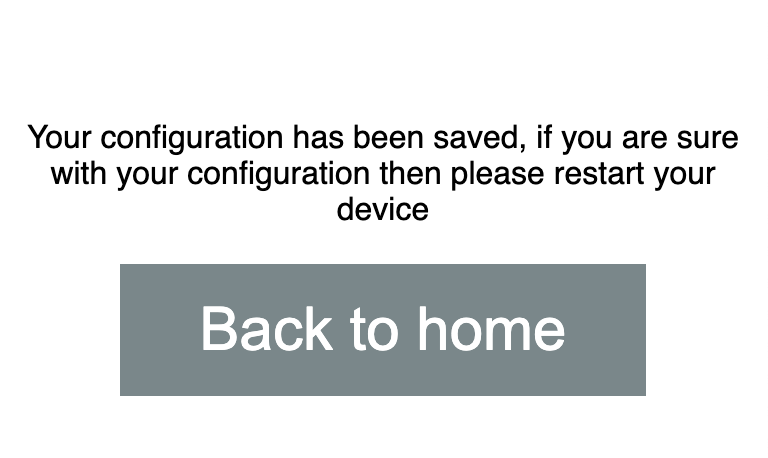 Your configuration has been saved, if you are sure
with your configuration then please restart your
device
Back to home